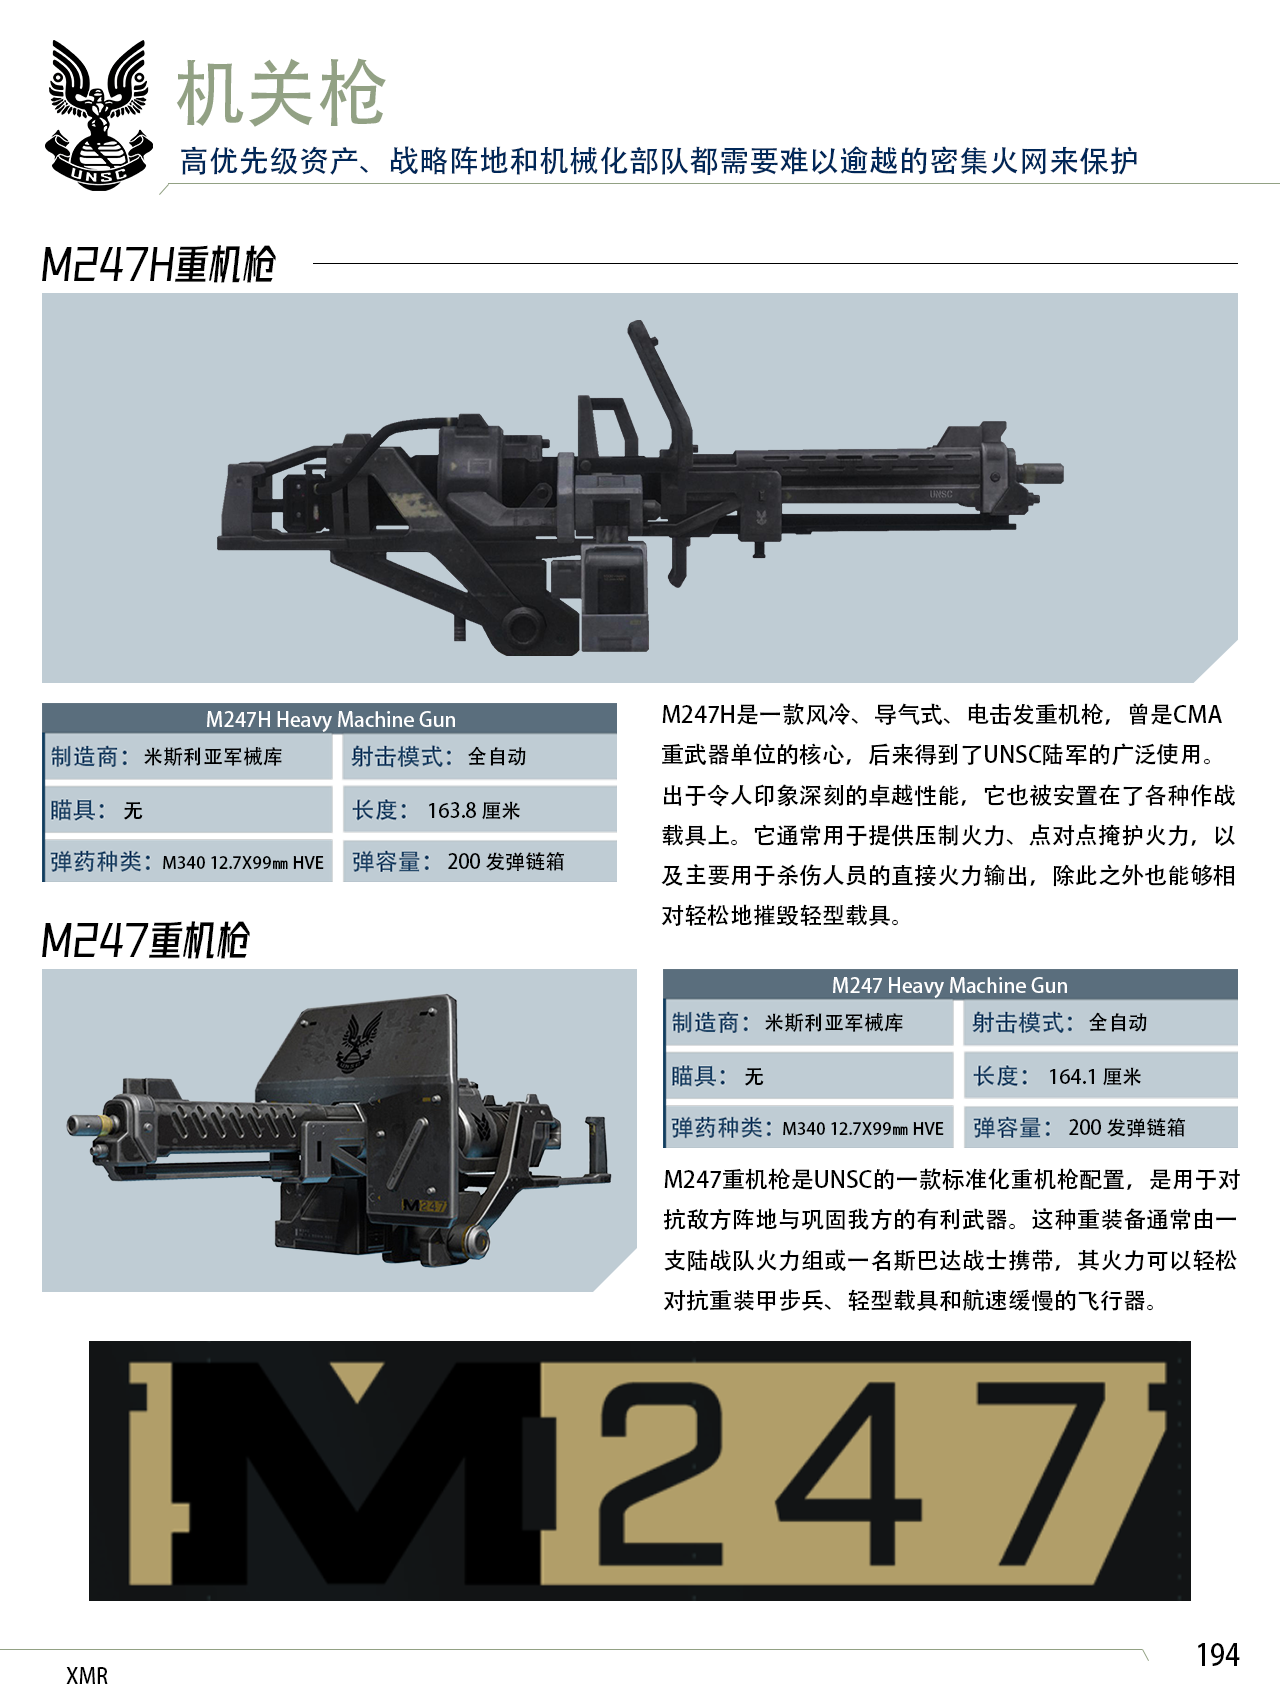 UNSC
机关枪
高优先级资产、战略阵地和机械化部队都需要难以逾越的密集火网来保护
M247H重机枪
UNSC
M247H Heavy Machine Gun
制造商：米斯利亚军械库
射击模式：全自动
瞄具：无
长度：163.8 厘米
弹药种类：M340 12.7X99㎜ HVE
弹容量：200 发弹链箱
M247H是一款风冷、导气式、电击发重机枪，曾是CMA
重武器单位的核心，后来得到了UNSC陆军的广泛使用。
出于令人印象深刻的卓越性能，它也被安置在了各种作战
载具上。它通常用于提供压制火力、点对点掩护火力，以
及主要用于杀伤人员的直接火力输出，除此之外也能够相
对轻松地摧毁轻型载具。
M247重机枪
M247
M247 Heavy Machine Gun
制造商：米斯利亚军械库
射击模式：全自动
瞄具：无
长度：164.1 厘米
弹药种类：M340 12.7X99㎜ HVE
弹容量：200 发弹链箱
M247重机枪是UNSC的一款标准化重机枪配置，是用于对
抗敌方阵地与巩固我方的有利武器。这种重装备通常由一
支陆战队火力组或一名斯巴达战士携带，其火力可以轻松
对抗重装甲步兵、轻型载具和航速缓慢的飞行器。
M247
XMR
194